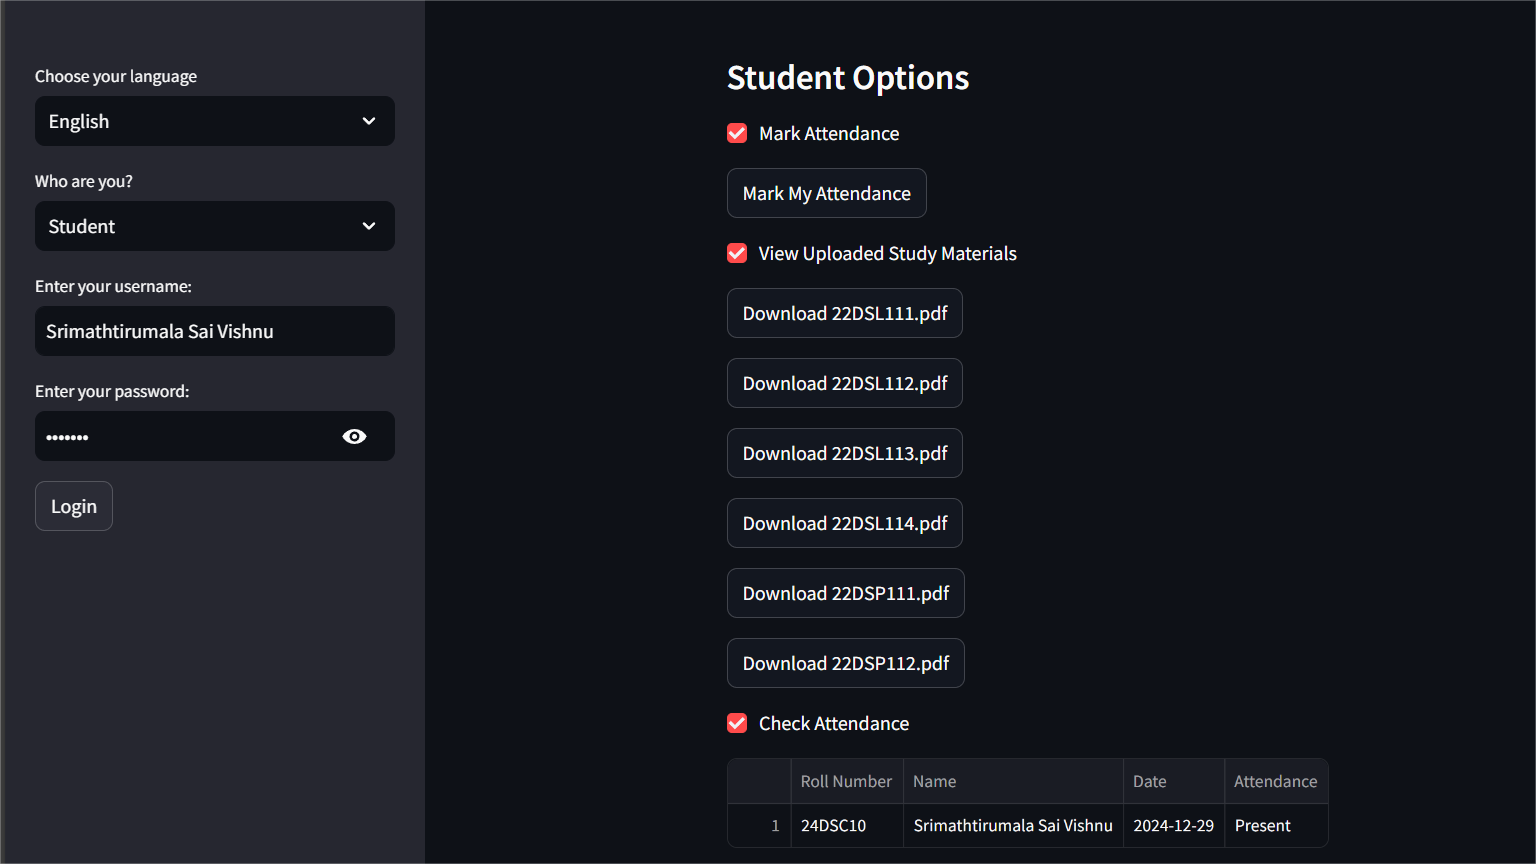 Choose your language
English
Who are you?
Student
Enter your username:
Srimathtirumala Sai Vishnu
Enter your password:
•••••••
Login
Student Options
Mark Attendance
Mark My Attendance
View Uploaded Study Materials
Download 22DSL111.pdf
Download 22DSL112.pdf
Download 22DSL113.pdf
Download 22DSL114.pdf
Download 22DSP111.pdf
Download 22DSP112.pdf
Check Attendance
Roll Number Name Date Attendance
1 24DSC10 Srimathtirumala Sai Vishnu 2024-12-29 Present